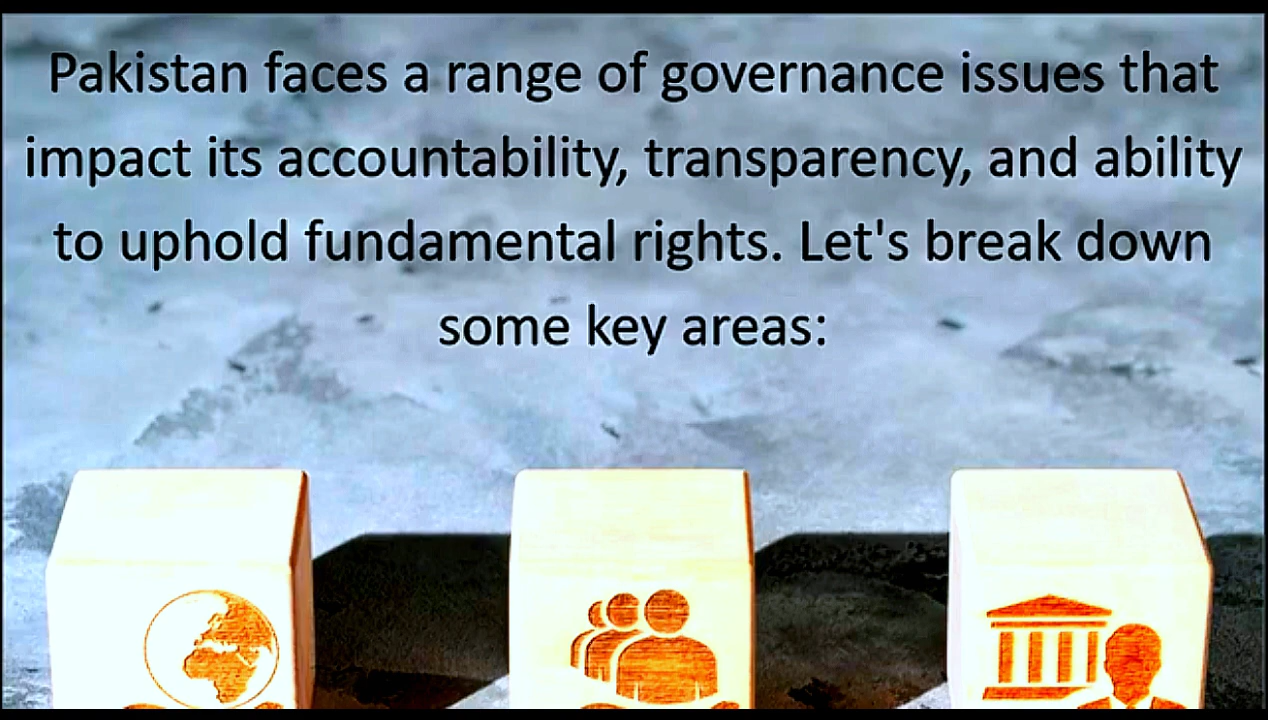 Pakistan faces a range of governance issues that
impact its accountability, transparency, and ability
to uphold fundamental rights. Let's break down
some key areas: